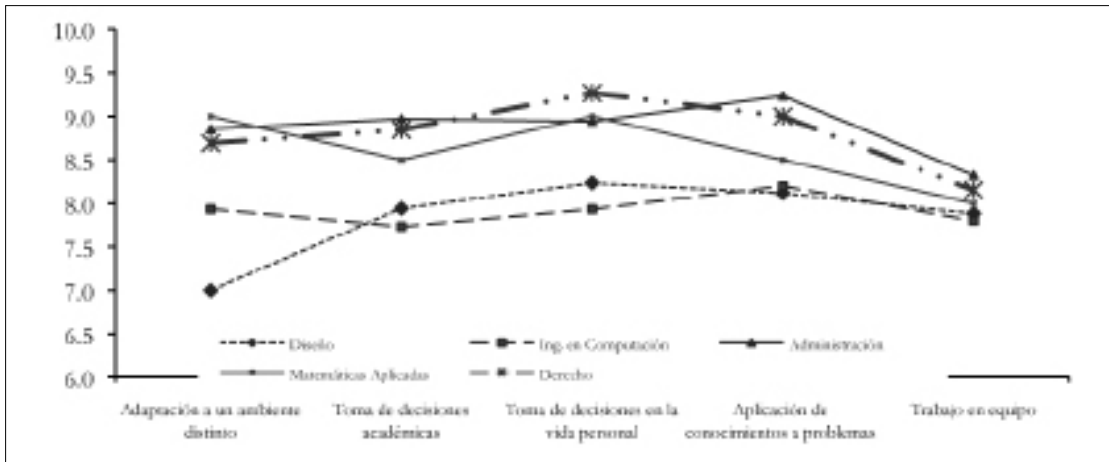 10.0
9.5
9.0
8.5
8.0
7.5
7.0
6.5
6.0
Diseño Ing. en Computación Administración
Matemáticas Aplicadas Derecho
Adaptación a un ambiente Toma de decisiones Toma de decisiones en la Aplicación de Trabajo en equipo
distinto académicas vida personal conocimientos a problemas